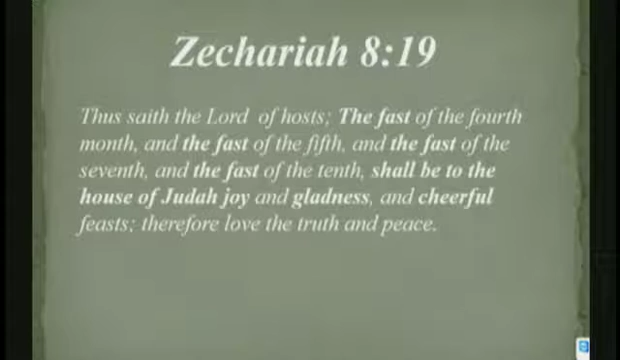 Zechariah 8:19
Thus saith the Lord of hosts; The fast of the fourth
month, and the fast of the fifth, and the fast of the
seventh, and the fast of the tenth, shall be to the
house of Judah joy and gladness, and cheerful
feasts; therefore love the truth and peace.